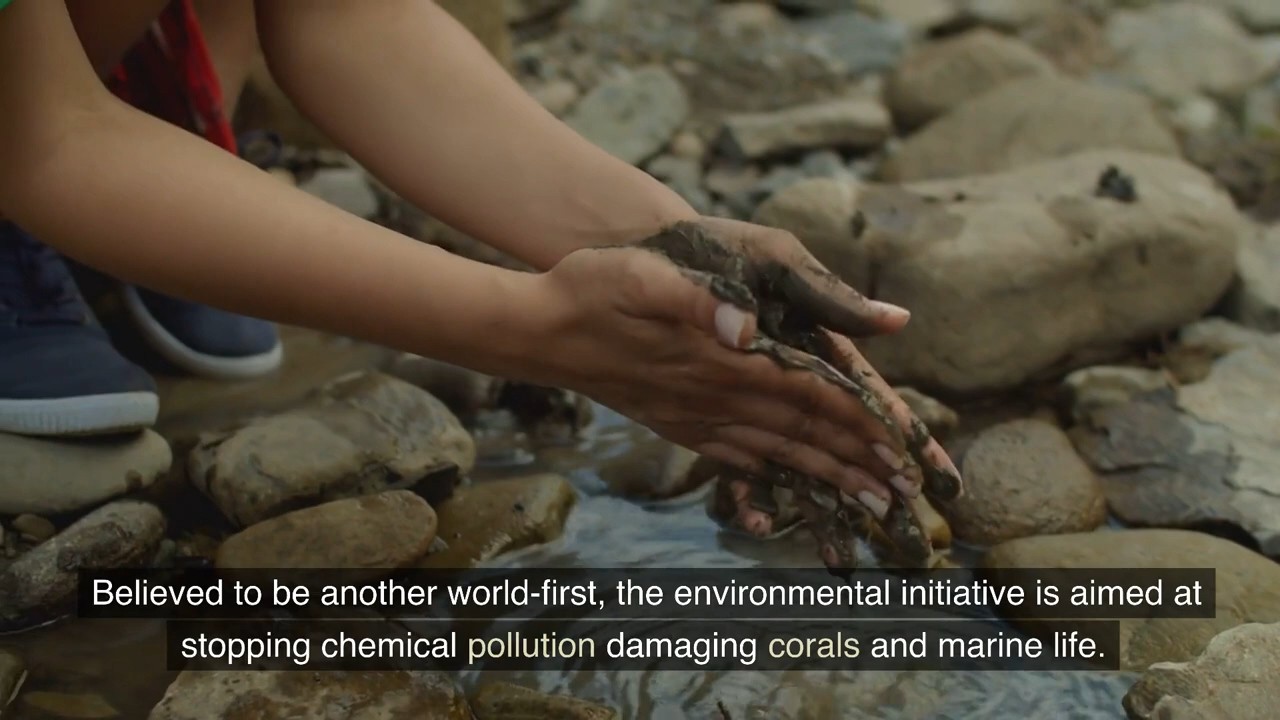 Believed to be another world-first, the environmental initiative is aimed at
stopping chemical pollution damaging corals and marine life.